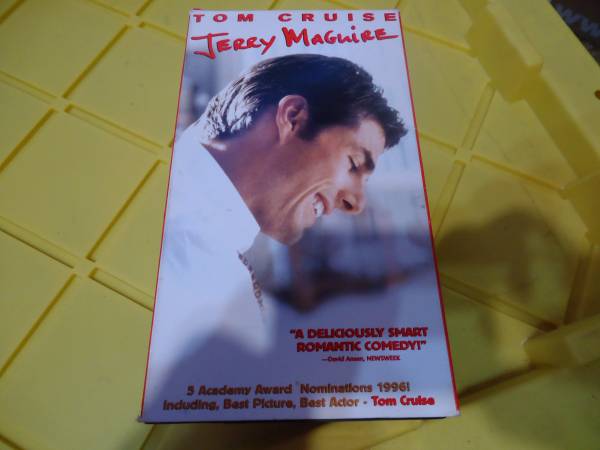 TOM CRUISE
JERRY MAGUIRE
"A DELICIOUSLY SMART
ROMANTIC COMEDY!"
—David Ansen, NEWSWEEK
5 Academy Award Nominations 1996!
Including, Best Picture, Best Actor - Tom Cruise